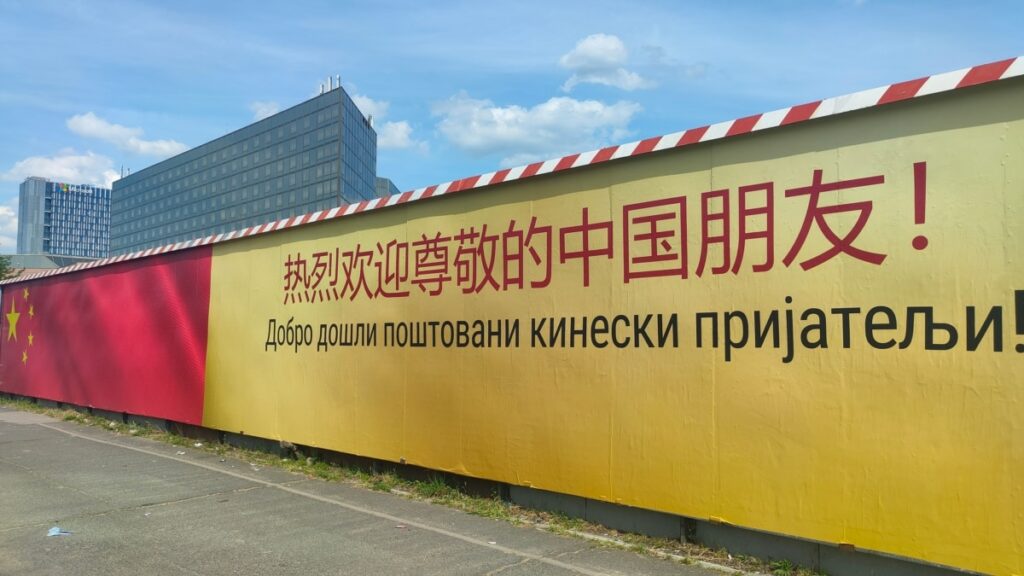 热烈欢迎尊敬的中国朋友！
Добро дошли поштовани кинески пријатељи!